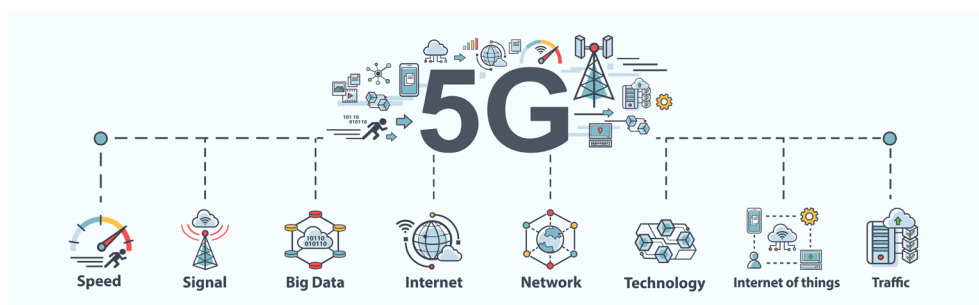 5G
101 10
010110
10110
010110
Speed
Signal
Big Data
Internet
Network
Technology
Internet of things
Traffic